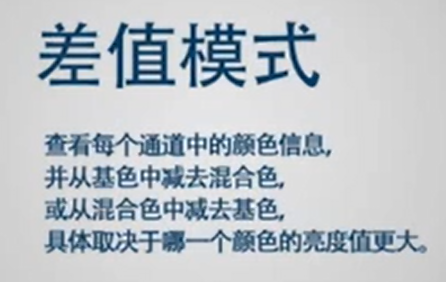 差值模式
查看每个通道中的颜色信息,
并从基色中减去混合色,
或从混合色中减去基色,
具体取决于哪一个颜色的亮度值更大。